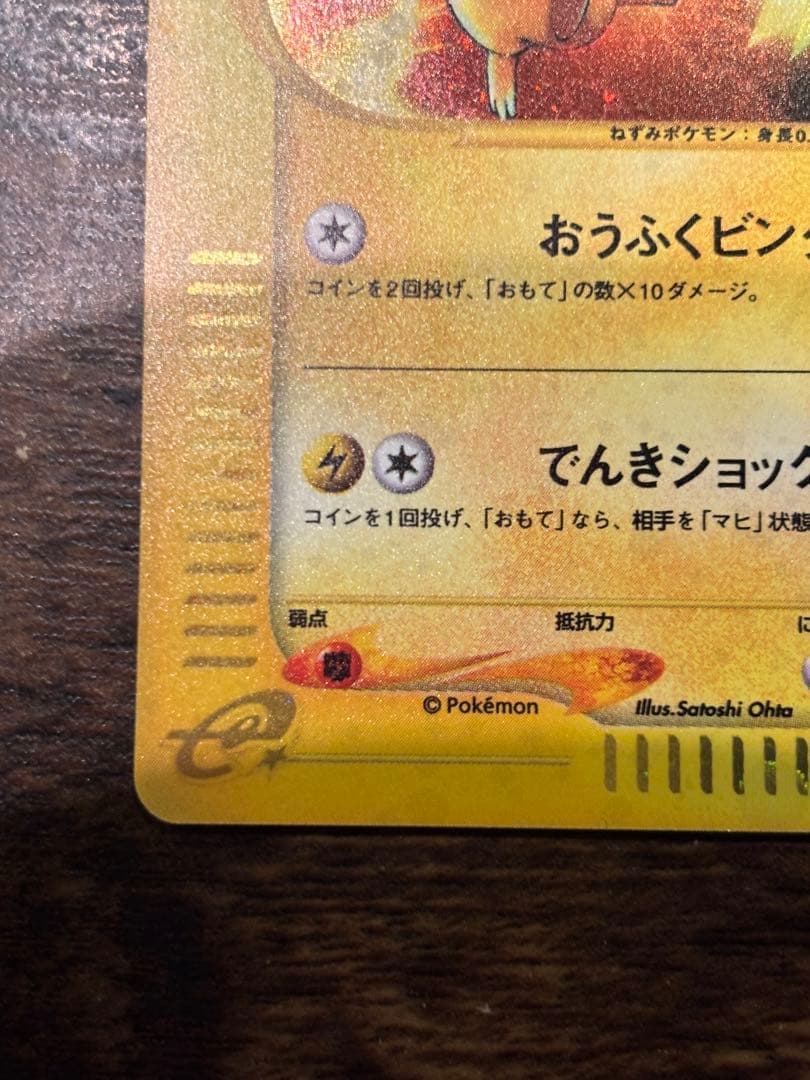 ねずみポケモン：身長0.
おうふくビン
コインを2回投げ、「おもて」の数×10ダメージ。
でんきショック
コインを1回投げ、「おもて」なら、相手を「マヒ」状態
弱点 抵抗力 に
© Pokémon Illus. Satoshi Ohta
e